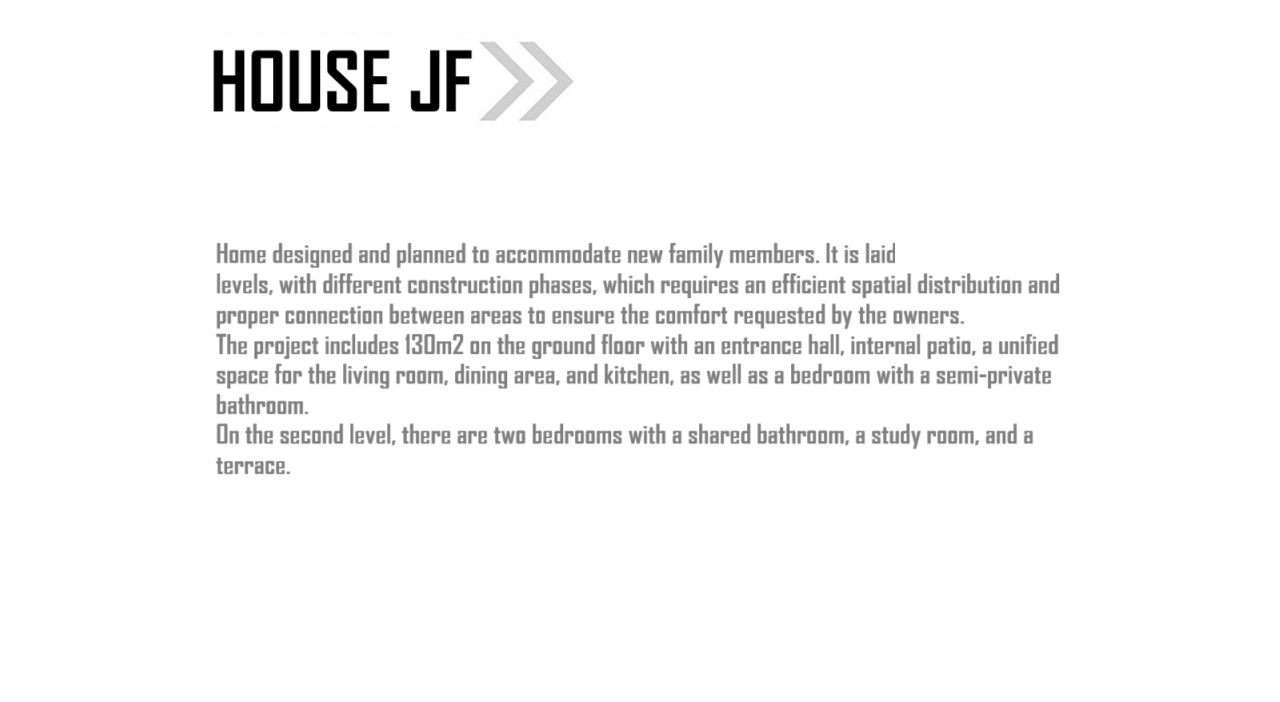 HOUSE JF
Home designed and planned to accommodate new family members. It is laid
levels, with different construction phases, which requires an efficient spatial distribution and
proper connection between areas to ensure the comfort requested by the owners.
The project includes 130m2 on the ground floor with an entrance hall, internal patio, a unified
space for the living room, dining area, and kitchen, as well as a bedroom with a semi-private
bathroom.
On the second level, there are two bedrooms with a shared bathroom, a study room, and a
terrace.